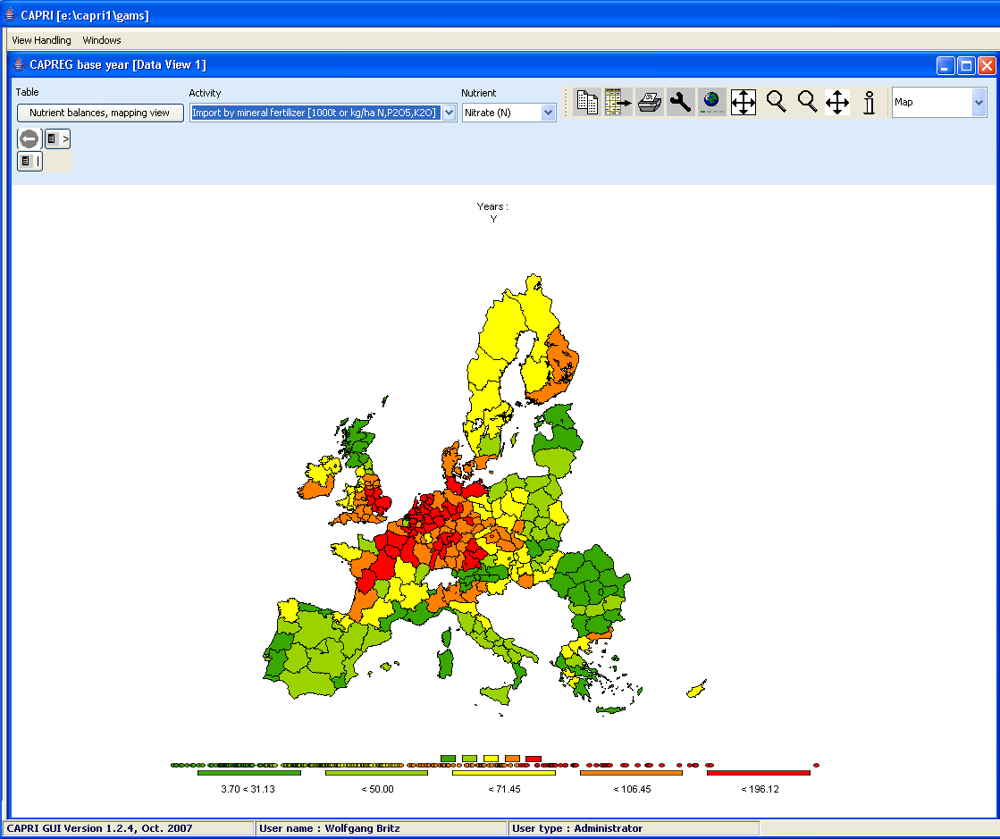 CAPRI [e:\capri1\gams]
View Handling Windows
CAPREG base year [Data View 1]
Table Activity Nutrient
Nutrient balances, mapping view Import by mineral fertilizer [1000t or kg/ha N,P2O5,K2O] Nitrate (N) Map
>
Years :
Y
3.70 < 31.13 < 50.00 < 71.45 < 106.45 < 196.12
CAPRI GUI Version 1.2.4, Oct. 2007 User name : Wolfgang Britz User type : Administrator